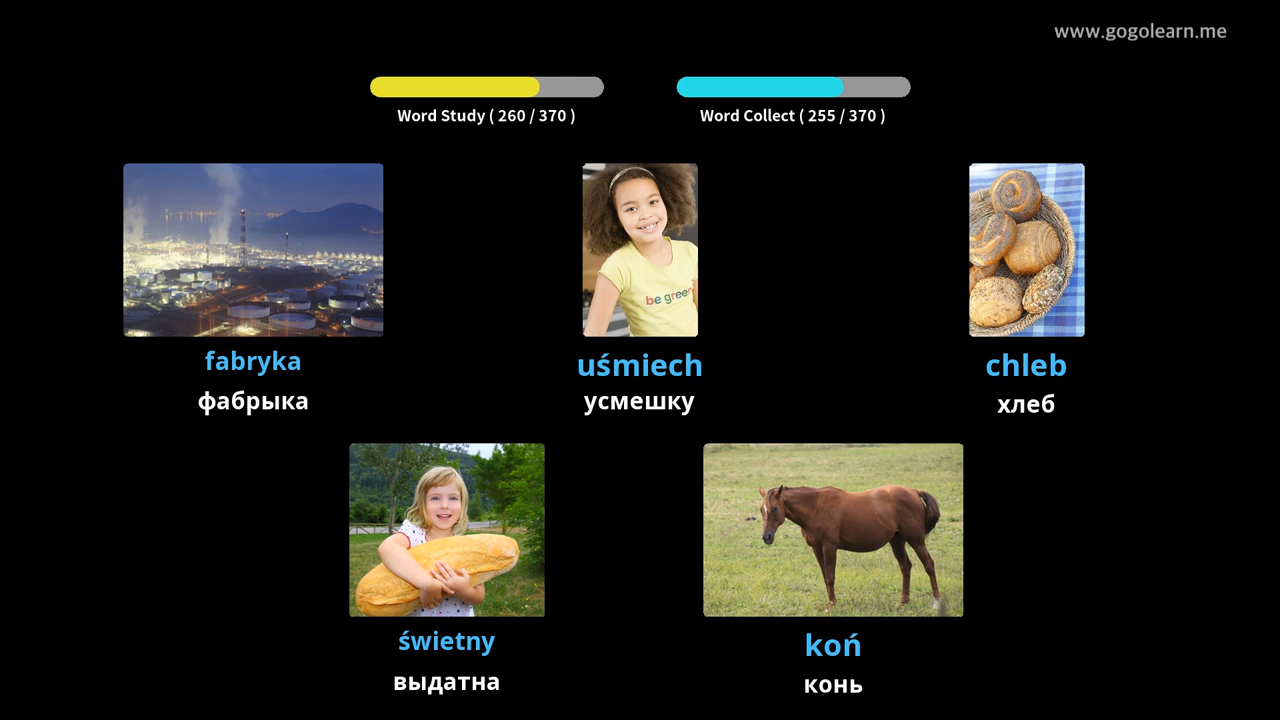 www.gogolearn.me
Word Study ( 260 / 370 )
Word Collect ( 255 / 370 )
be green
fabryka
фабрыка
uśmiech
усмешку
chleb
хлеб
świetny
выдатна
koń
конь